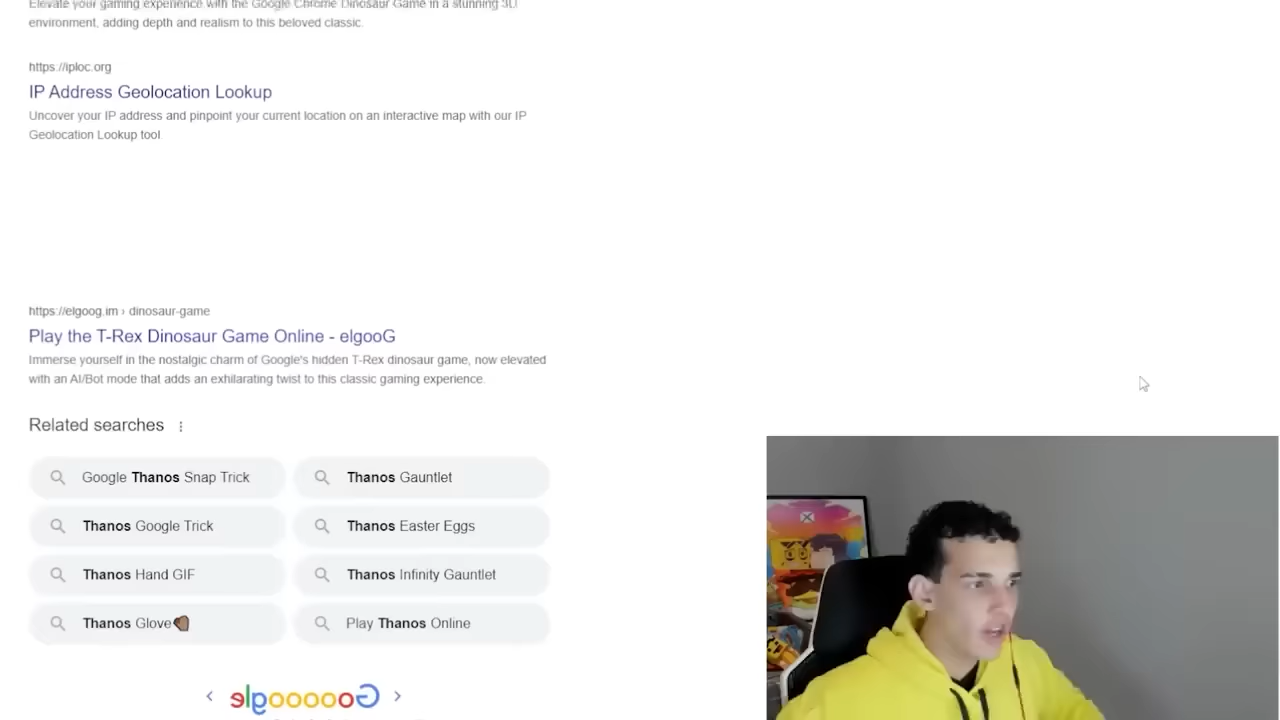 Elevate your gaming experience with the Google Chrome Dinosaur Game in a stunning 3D
environment, adding depth and realism to this beloved classic.
https://iploc.org
IP Address Geolocation Lookup
Uncover your IP address and pinpoint your current location on an interactive map with our IP
Geolocation Lookup tool
https://elgoog.im › dinosaur-game
Play the T-Rex Dinosaur Game Online - elgooG
Immerse yourself in the nostalgic charm of Google's hidden T-Rex dinosaur game, now elevated
with an AI/Bot mode that adds an exhilarating twist to this classic gaming experience.
Related searches
Google Thanos Snap Trick
Thanos Gauntlet
Thanos Google Trick
Thanos Easter Eggs
Thanos Hand GIF
Thanos Infinity Gauntlet
Thanos Glove
Play Thanos Online
elgooooooG